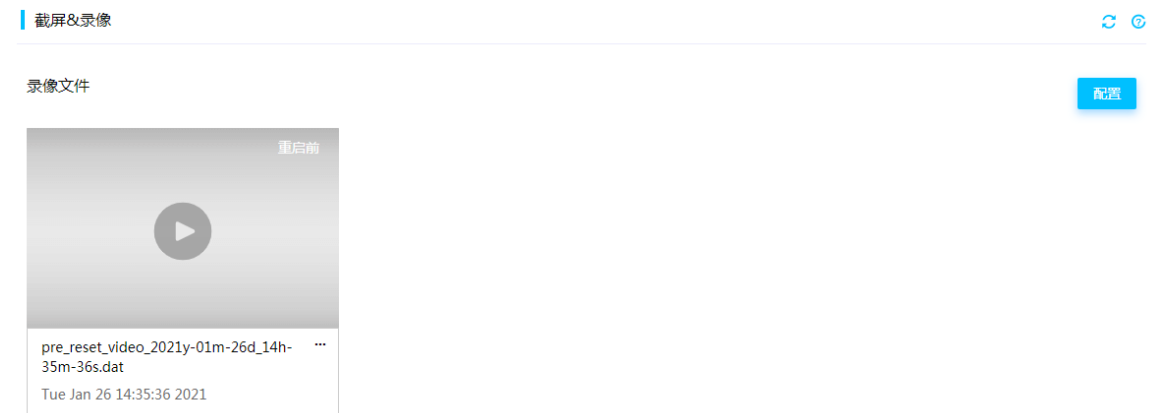 截屏&录像
录像文件
配置
重启前
pre_reset_video_2021y-01m-26d_14h-
35m-36s.dat
Tue Jan 26 14:35:36 2021